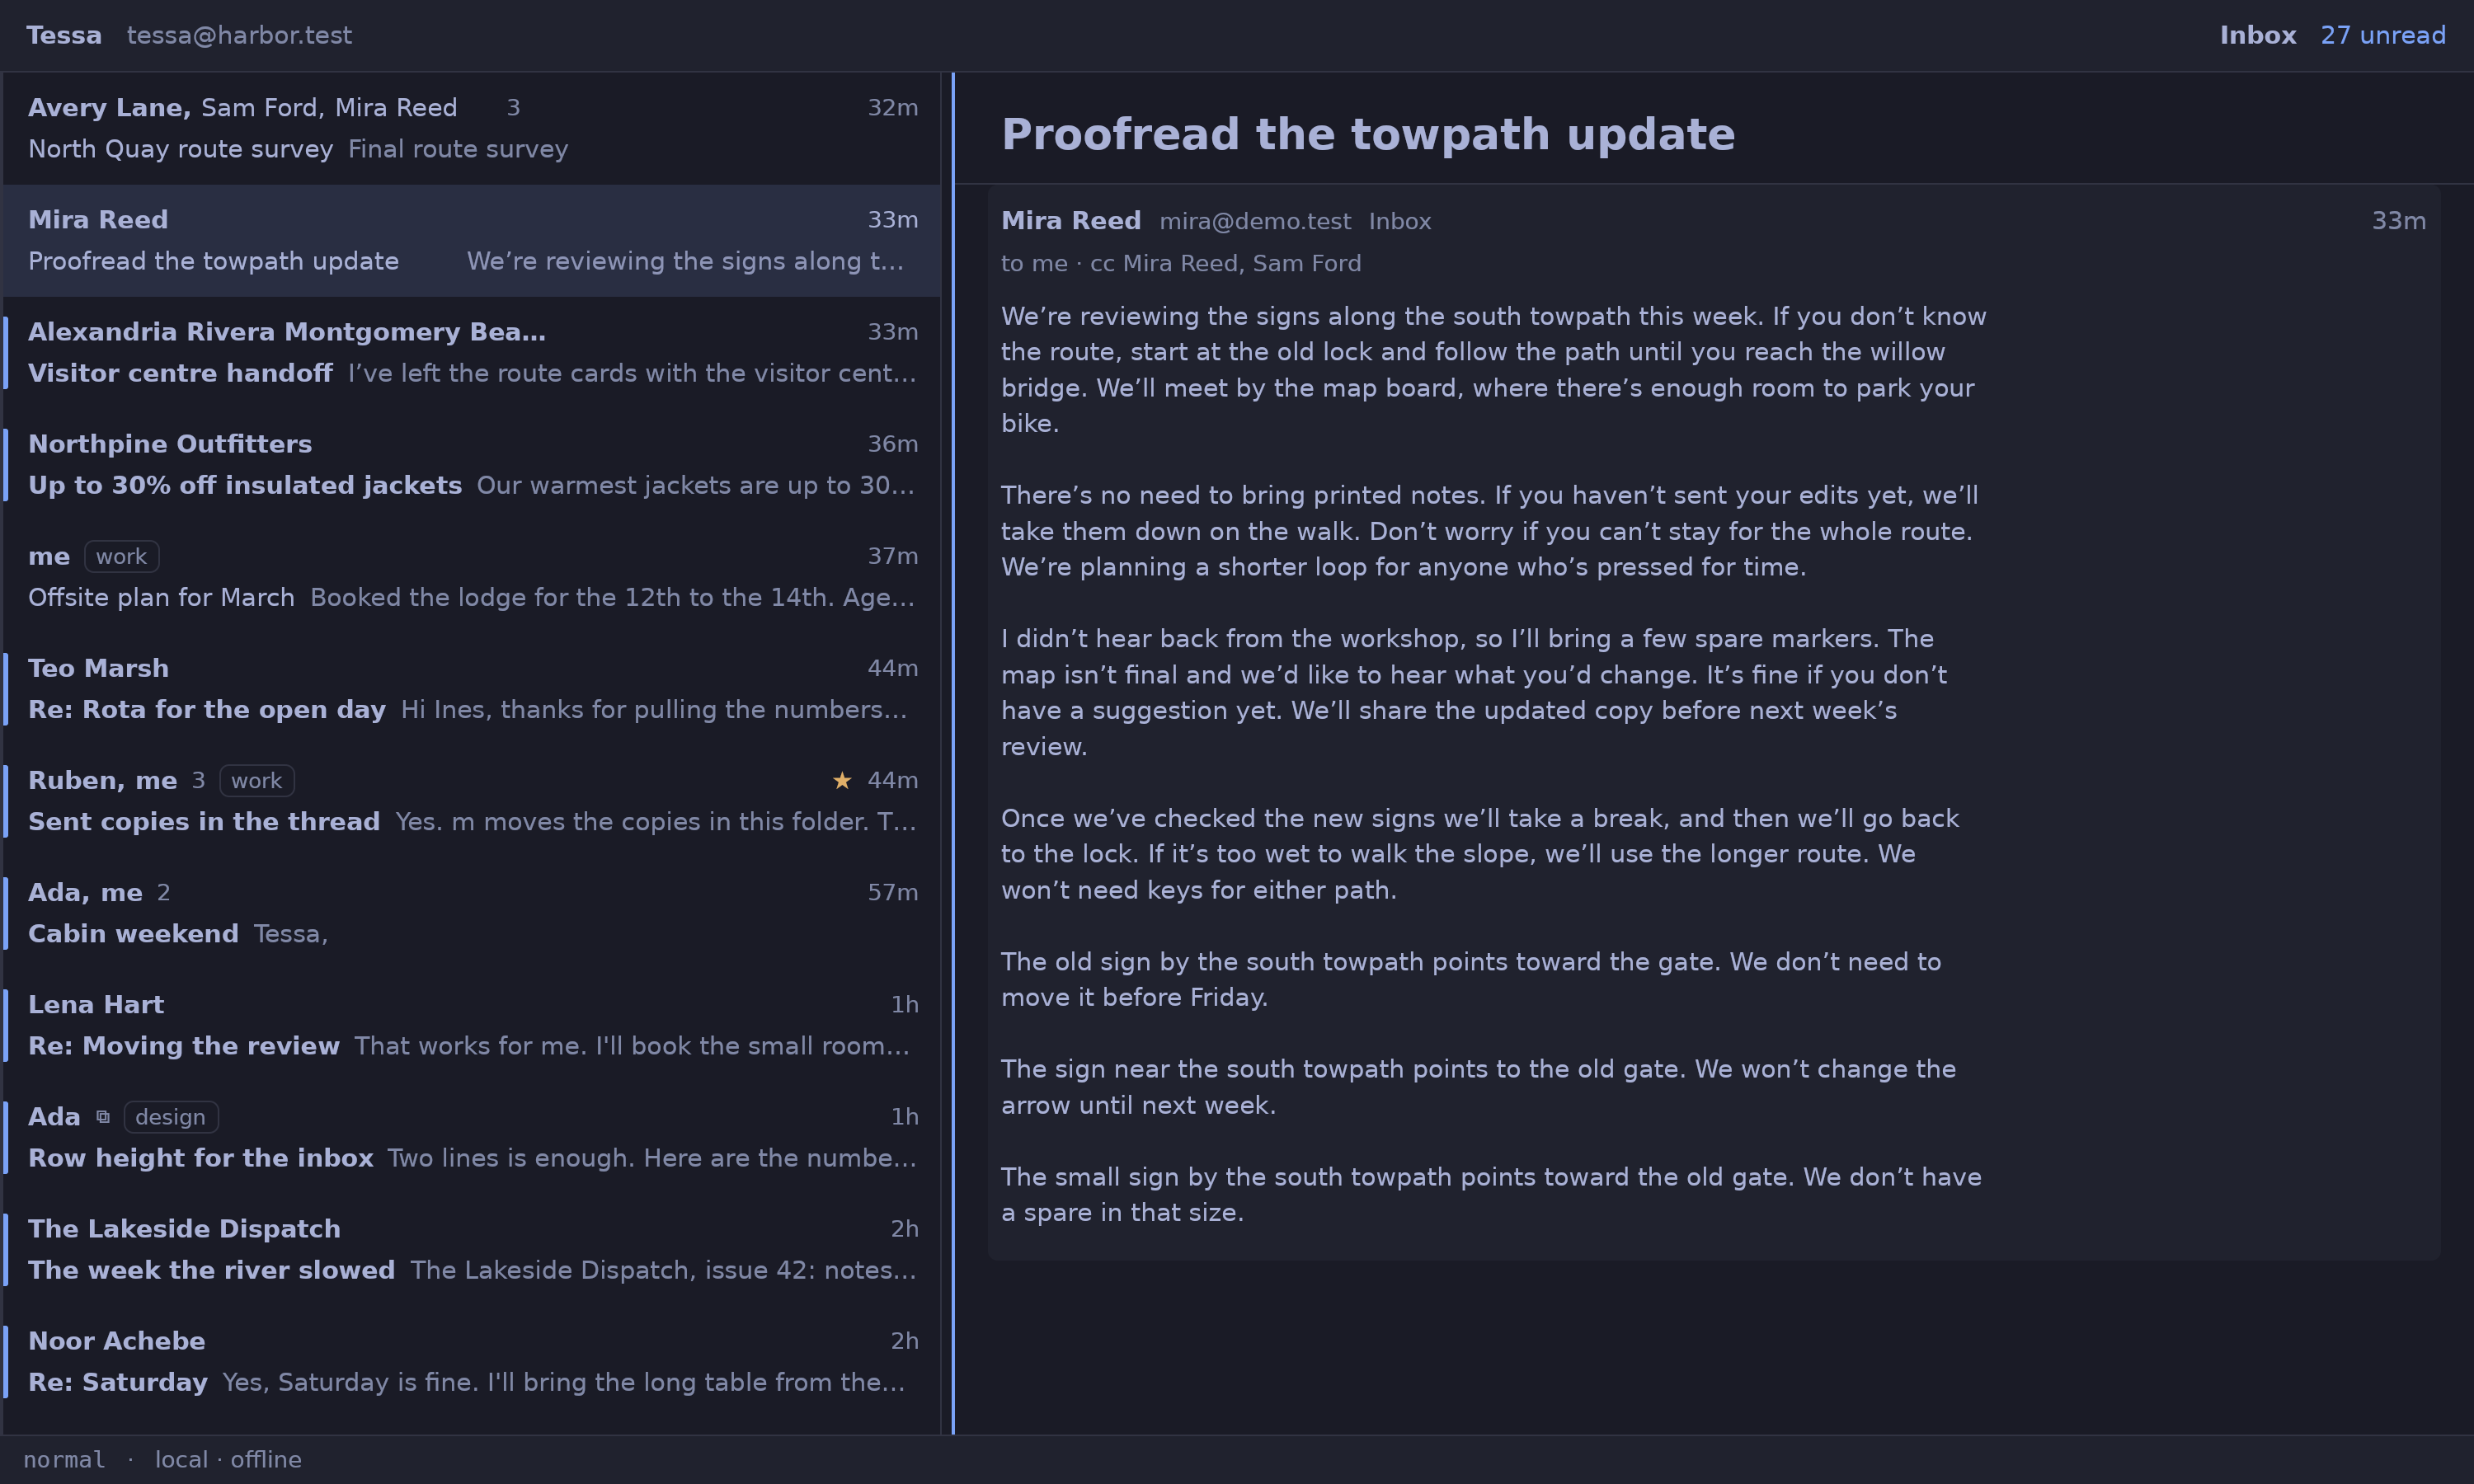 Tessa tessa@harbor.test
Inbox 27 unread
Avery Lane, Sam Ford, Mira Reed 3 32m
North Quay route survey Final route survey
Mira Reed 33m
Proofread the towpath update We’re reviewing the signs along t…
Alexandria Rivera Montgomery Bea… 33m
Visitor centre handoff I’ve left the route cards with the visitor cent…
Northpine Outfitters 36m
Up to 30% off insulated jackets Our warmest jackets are up to 30…
me work 37m
Offsite plan for March Booked the lodge for the 12th to the 14th. Age…
Teo Marsh 44m
Re: Rota for the open day Hi Ines, thanks for pulling the numbers…
Ruben, me 3 work ★ 44m
Sent copies in the thread Yes. m moves the copies in this folder. T…
Ada, me 2 57m
Cabin weekend Tessa,
Lena Hart 1h
Re: Moving the review That works for me. I'll book the small room…
Ada design 1h
Row height for the inbox Two lines is enough. Here are the numbe…
The Lakeside Dispatch 2h
The week the river slowed The Lakeside Dispatch, issue 42: notes…
Noor Achebe 2h
Re: Saturday Yes, Saturday is fine. I'll bring the long table from the…
Proofread the towpath update
Mira Reed mira@demo.test Inbox 33m
to me · cc Mira Reed, Sam Ford
We’re reviewing the signs along the south towpath this week. If you don’t know
the route, start at the old lock and follow the path until you reach the willow
bridge. We’ll meet by the map board, where there’s enough room to park your
bike.
There’s no need to bring printed notes. If you haven’t sent your edits yet, we’ll
take them down on the walk. Don’t worry if you can’t stay for the whole route.
We’re planning a shorter loop for anyone who’s pressed for time.
I didn’t hear back from the workshop, so I’ll bring a few spare markers. The
map isn’t final and we’d like to hear what you’d change. It’s fine if you don’t
have a suggestion yet. We’ll share the updated copy before next week’s
review.
Once we’ve checked the new signs we’ll take a break, and then we’ll go back
to the lock. If it’s too wet to walk the slope, we’ll use the longer route. We
won’t need keys for either path.
The old sign by the south towpath points toward the gate. We don’t need to
move it before Friday.
The sign near the south towpath points to the old gate. We won’t change the
arrow until next week.
The small sign by the south towpath points toward the old gate. We don’t have
a spare in that size.
normal · local · offline